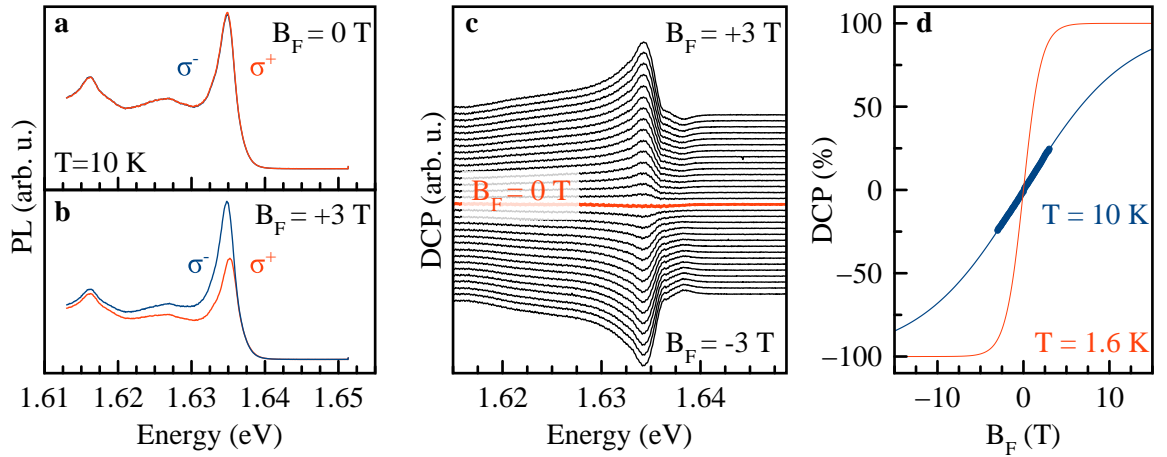 a
B_F = 0 T
σ^- σ^+
T=10 K
b
B_F = +3 T
σ^- σ^+
PL (arb. u.)
1.61 1.62 1.63 1.64 1.65
Energy (eV)
c
B_F = +3 T
B_F = 0 T
B_F = -3 T
DCP (arb. u.)
1.62 1.63 1.64
Energy (eV)
d
100
50
0
−50
−100
DCP (%)
T = 10 K
T = 1.6 K
−10 0 10
B_F (T)